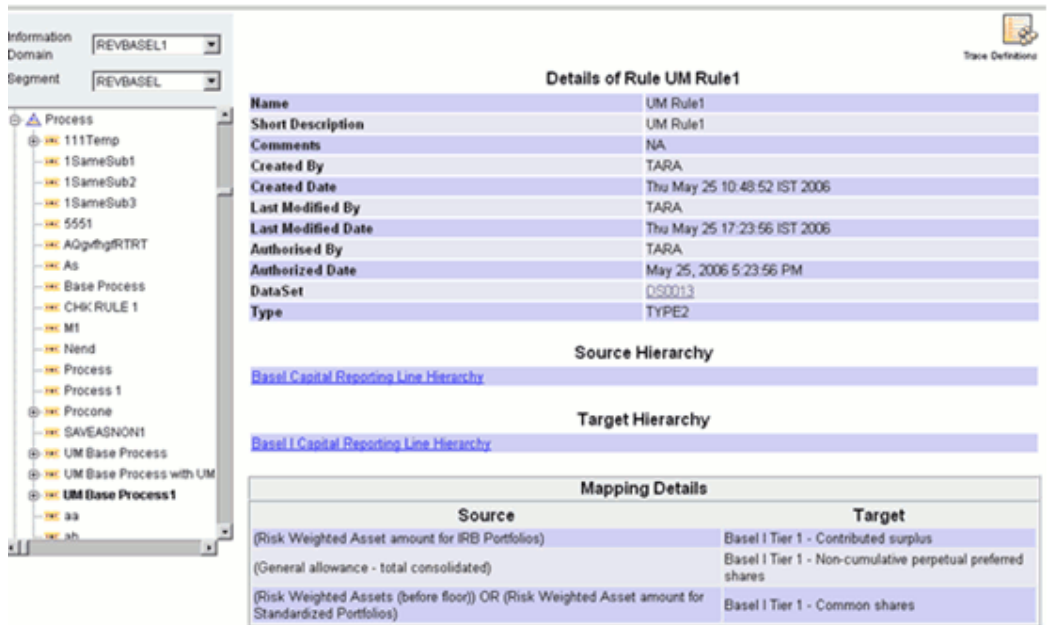 Information
Domain
REVBASEL1
Segment
REVBASEL
Process
111Temp
1SameSub1
1SameSub2
1SameSub3
5551
AQgvfhgfRTRT
As
Base Process
CHK RULE 1
M1
Nend
Process
Process 1
Procone
SAVEASNON1
UM Base Process
UM Base Process with UM
UM Base Process1
aa
ab
Trace Definitions
Details of Rule UM Rule1
Name UM Rule1
Short Description UM Rule1
Comments NA
Created By TARA
Created Date Thu May 25 10:48:52 IST 2006
Last Modified By TARA
Last Modified Date Thu May 25 17:23:56 IST 2006
Authorised By TARA
Authorized Date May 25, 2006 5:23:56 PM
DataSet DS0013
Type TYPE2
Source Hierarchy
Basel Capital Reporting Line Hierarchy
Target Hierarchy
Basel I Capital Reporting Line Hierarchy
Mapping Details
Source Target
(Risk Weighted Asset amount for IRB Portfolios) Basel I Tier 1 - Contributed surplus
(General allowance - total consolidated) Basel I Tier 1 - Non-cumulative perpetual preferred
shares
(Risk Weighted Assets (before floor)) OR (Risk Weighted Asset amount for
Standardized Portfolios) Basel I Tier 1 - Common shares